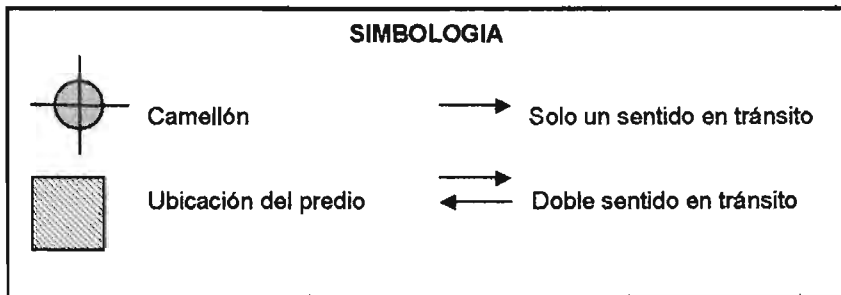 SIMBOLOGIA
Camellón
Solo un sentido en tránsito
Ubicación del predio
Doble sentido en tránsito